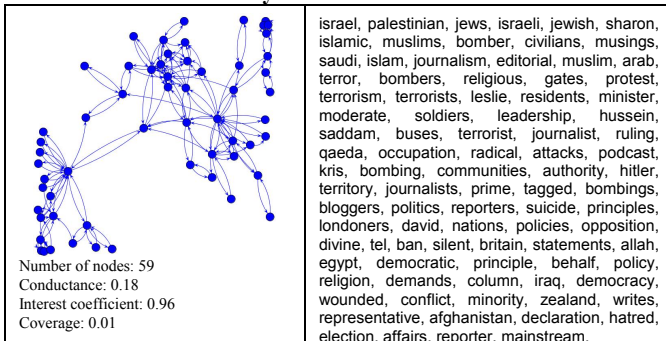 Number of nodes: 59
Conductance: 0.18
Interest coefficient: 0.96
Coverage: 0.01
israel, palestinian, jews, israeli, jewish, sharon,
islamic, muslims, bomber, civilians, musings,
saudi, islam, journalism, editorial, muslim, arab,
terror, bombers, religious, gates, protest,
terrorism, terrorists, leslie, residents, minister,
moderate, soldiers, leadership, hussein,
saddam, buses, terrorist, journalist, ruling,
qaeda, occupation, radical, attacks, podcast,
kris, bombing, communities, authority, hitler,
territory, journalists, prime, tagged, bombings,
bloggers, politics, reporters, suicide, principles,
londoners, david, nations, policies, opposition,
divine, tel, ban, silent, britain, statements, allah,
egypt, democratic, principle, behalf, policy,
religion, demands, column, iraq, democracy,
wounded, conflict, minority, zealand, writes,
representative, afghanistan, declaration, hatred,
election, affairs, reporter, mainstream.